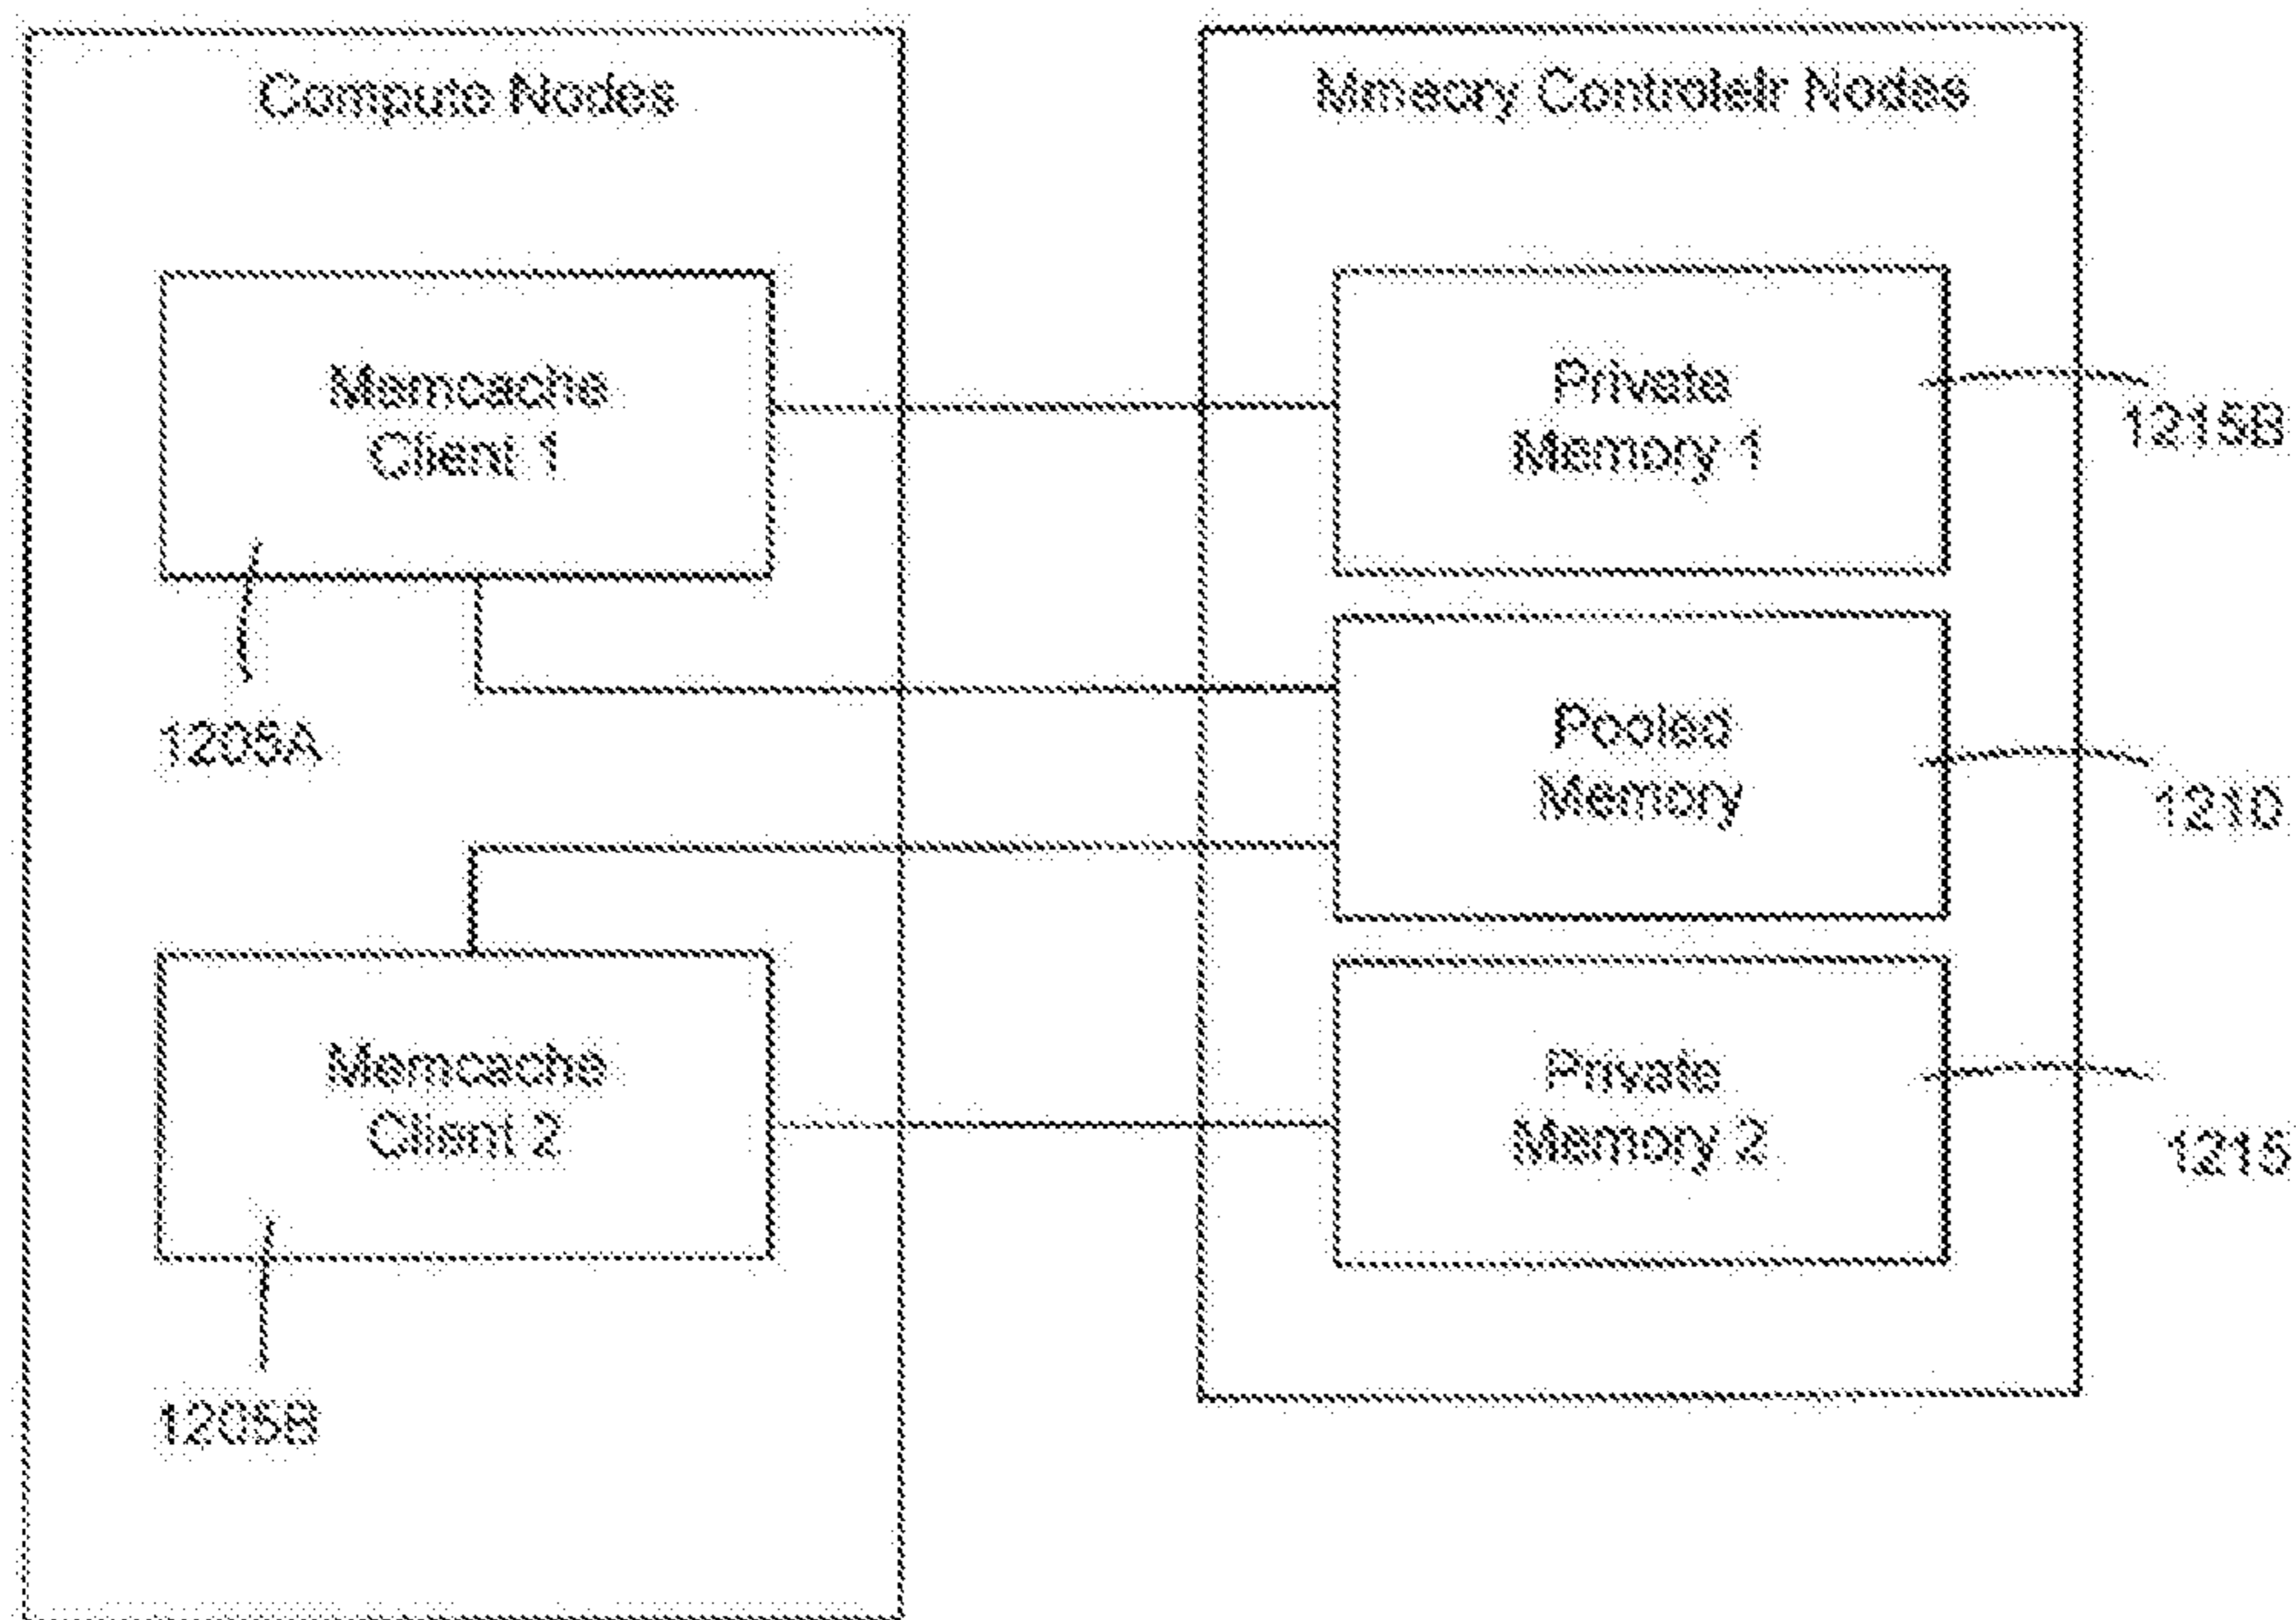 Compute Nodes
Mmecry Controlelr Nodes
Memcache
Client 1
Private
Memory 1
1215B
1205A
Pooled
Memory
1210
Memcache
Client 2
Private
Memory 2
1215
1205B